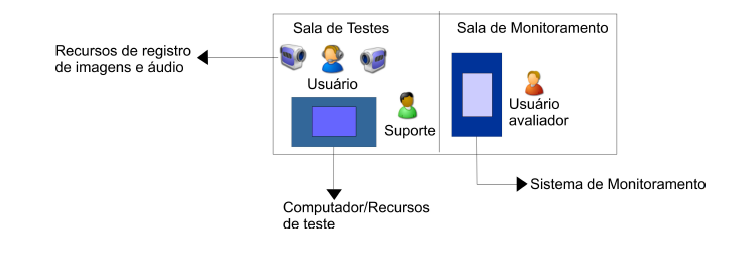 Sala de Testes
Sala de Monitoramento
Recursos de registro
de imagens e áudio
Usuário
Suporte
Usuário
avaliador
Sistema de Monitoramento
Computador/Recursos
de teste